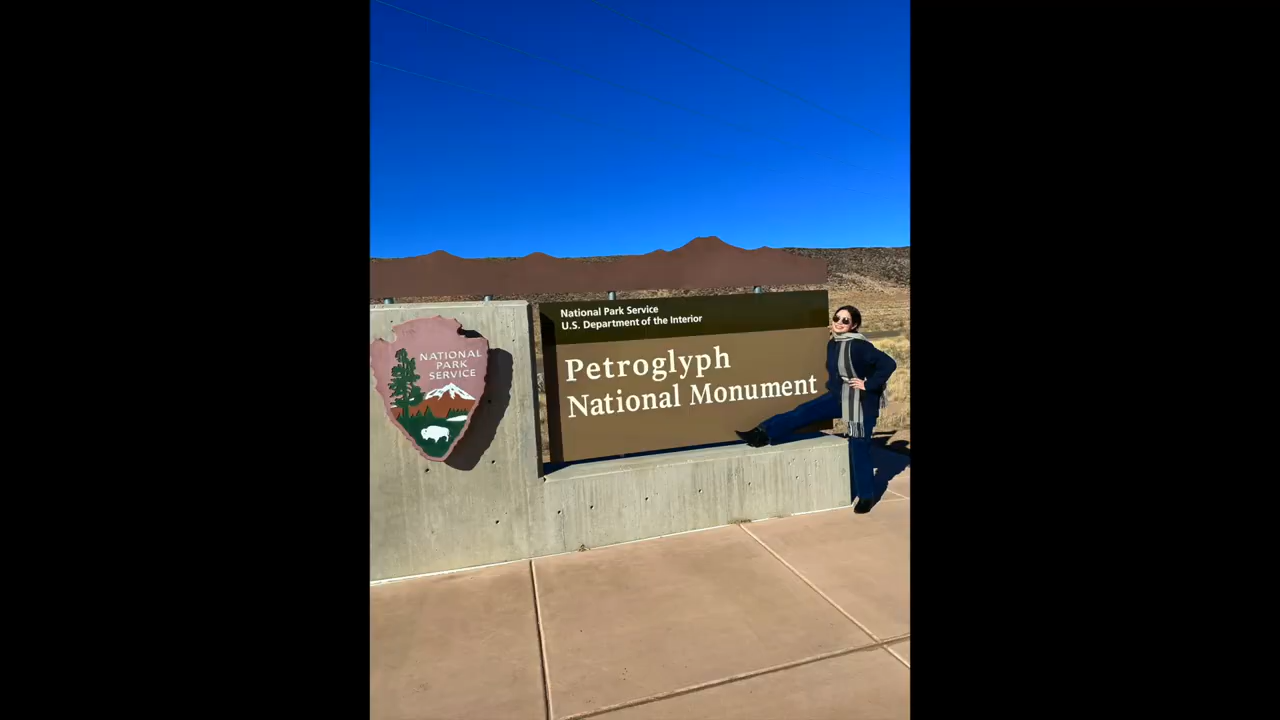 NATIONAL
PARK
SERVICE
National Park Service
U.S. Department of the Interior
Petroglyph
National Monument